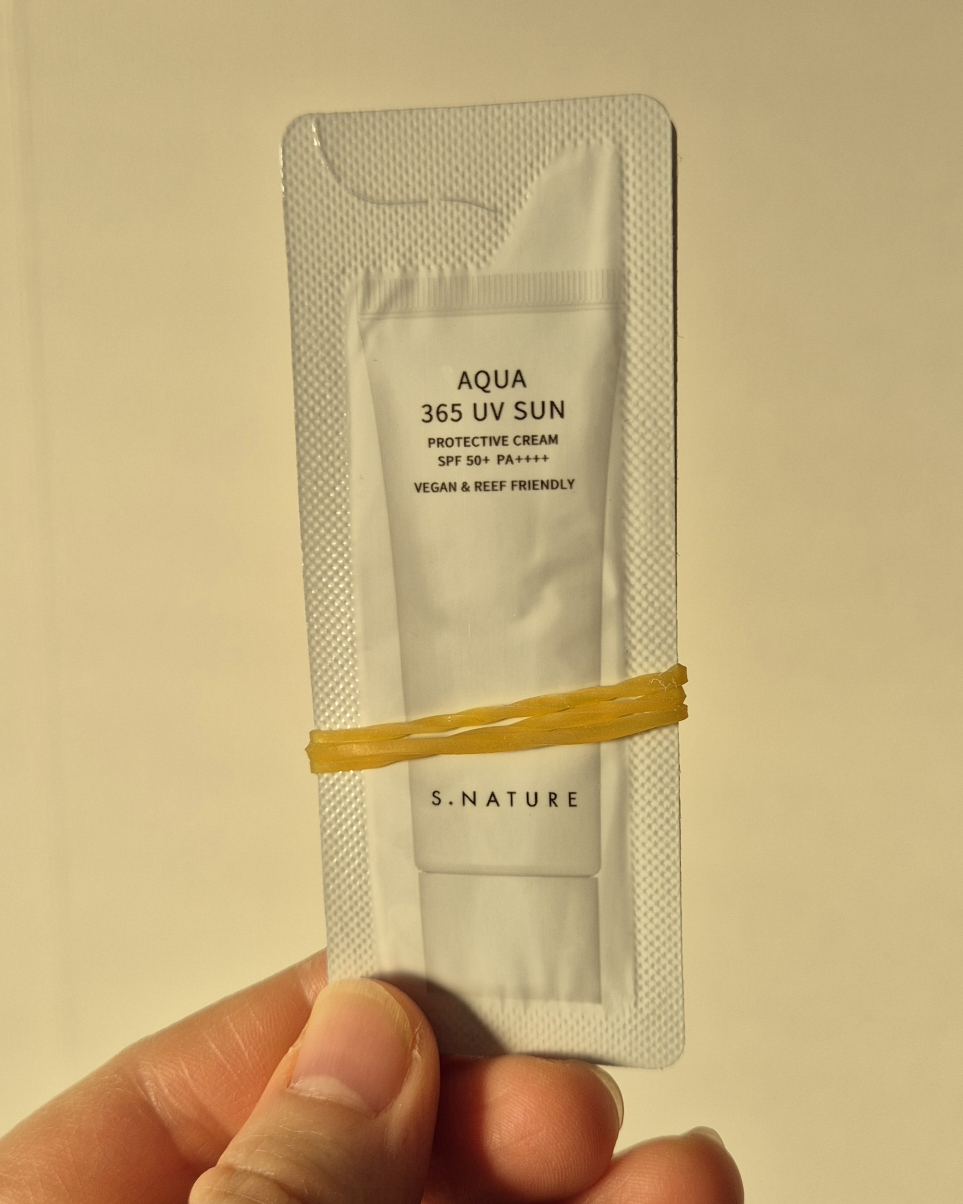 AQUA
365 UV SUN
PROTECTIVE CREAM
SPF 50+ PA++++
VEGAN & REEF FRIENDLY
S.NATURE